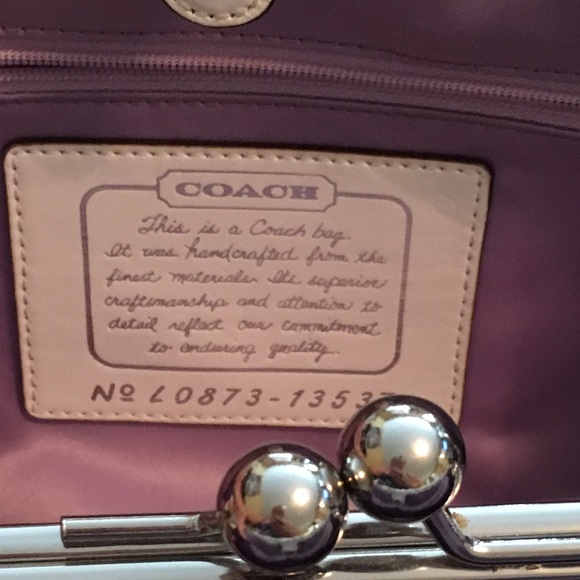 COACH
This is a Coach bag.
It was handcrafted from the
finest materials. Its superior
craftsmanship and attention to
detail reflect our commitment
to enduring quality.
Nº L0873-1353